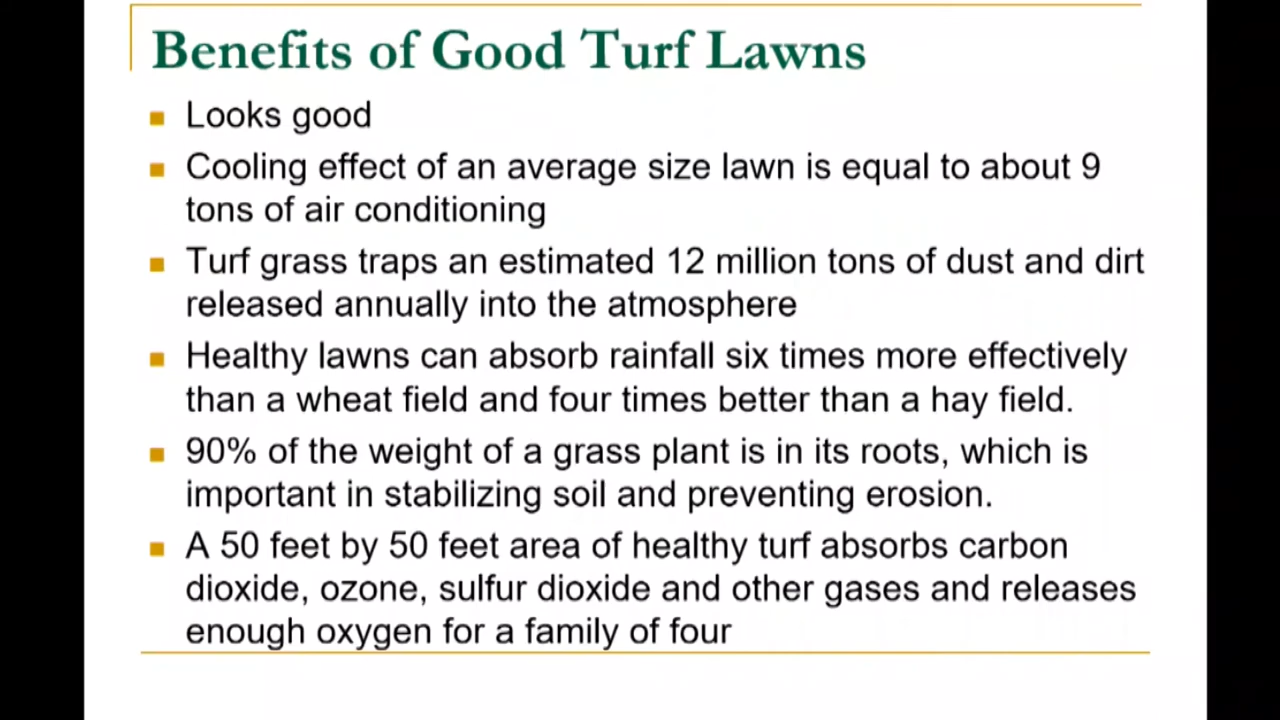 Benefits of Good Turf Lawns
Looks good
Cooling effect of an average size lawn is equal to about 9
tons of air conditioning
Turf grass traps an estimated 12 million tons of dust and dirt
released annually into the atmosphere
Healthy lawns can absorb rainfall six times more effectively
than a wheat field and four times better than a hay field.
90% of the weight of a grass plant is in its roots, which is
important in stabilizing soil and preventing erosion.
A 50 feet by 50 feet area of healthy turf absorbs carbon
dioxide, ozone, sulfur dioxide and other gases and releases
enough oxygen for a family of four